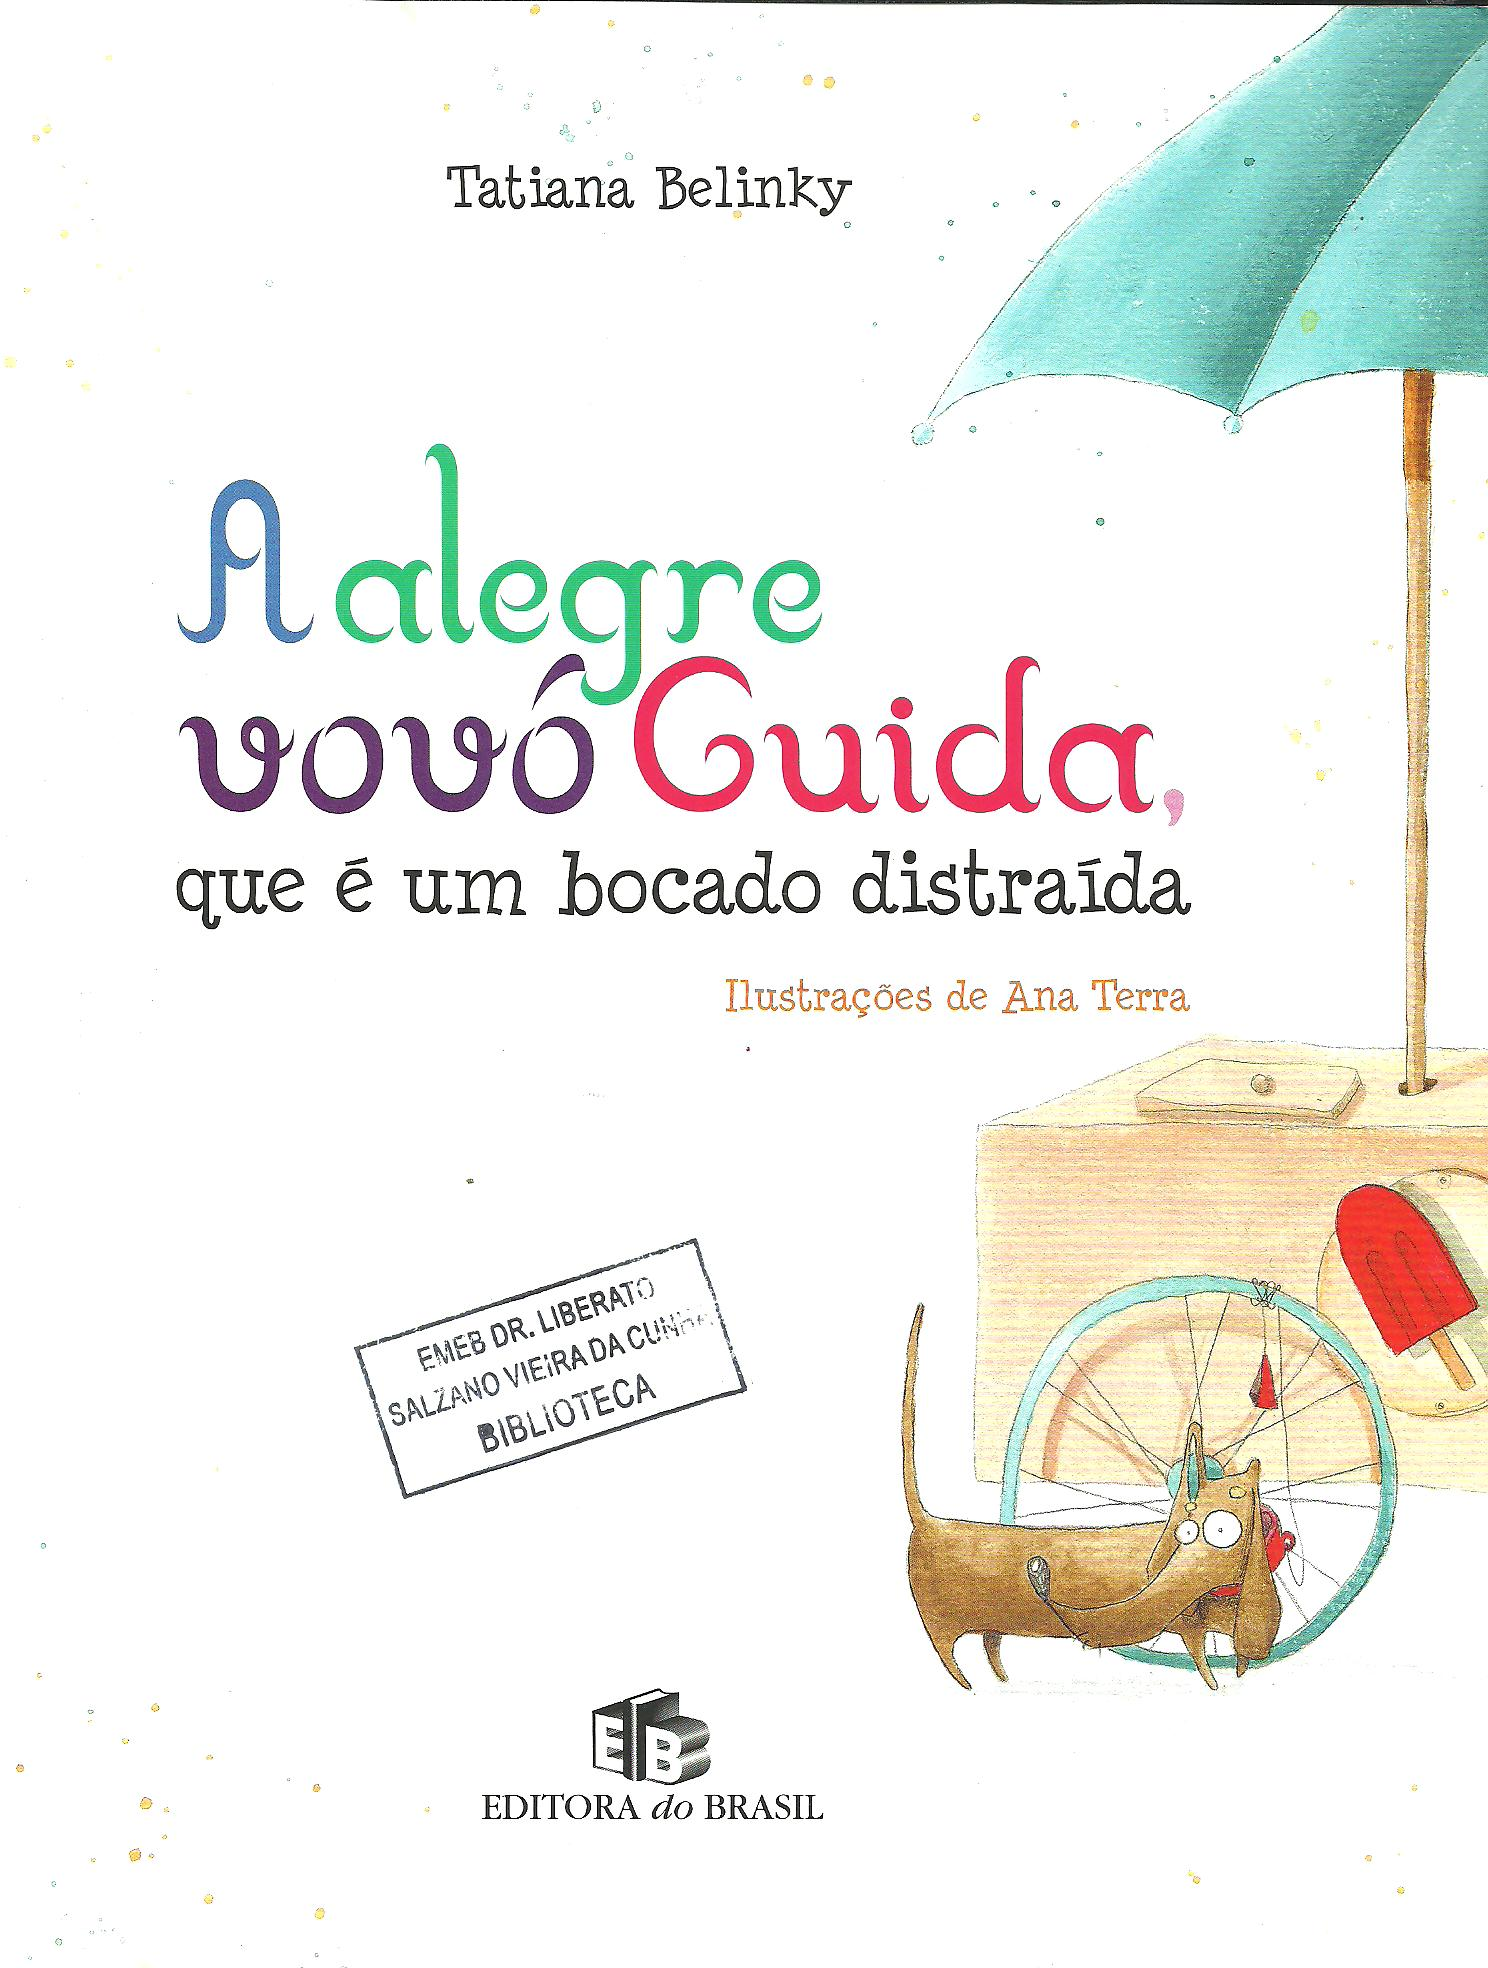 Tatiana Belinky
A alegre
vovó Guida,
que é um bocado distraída
Ilustrações de Ana Terra
EMEB DR. LIBERATO
SALZANO VIEIRA DA CUNHA
BIBLIOTECA
EB
EDITORA do BRASIL